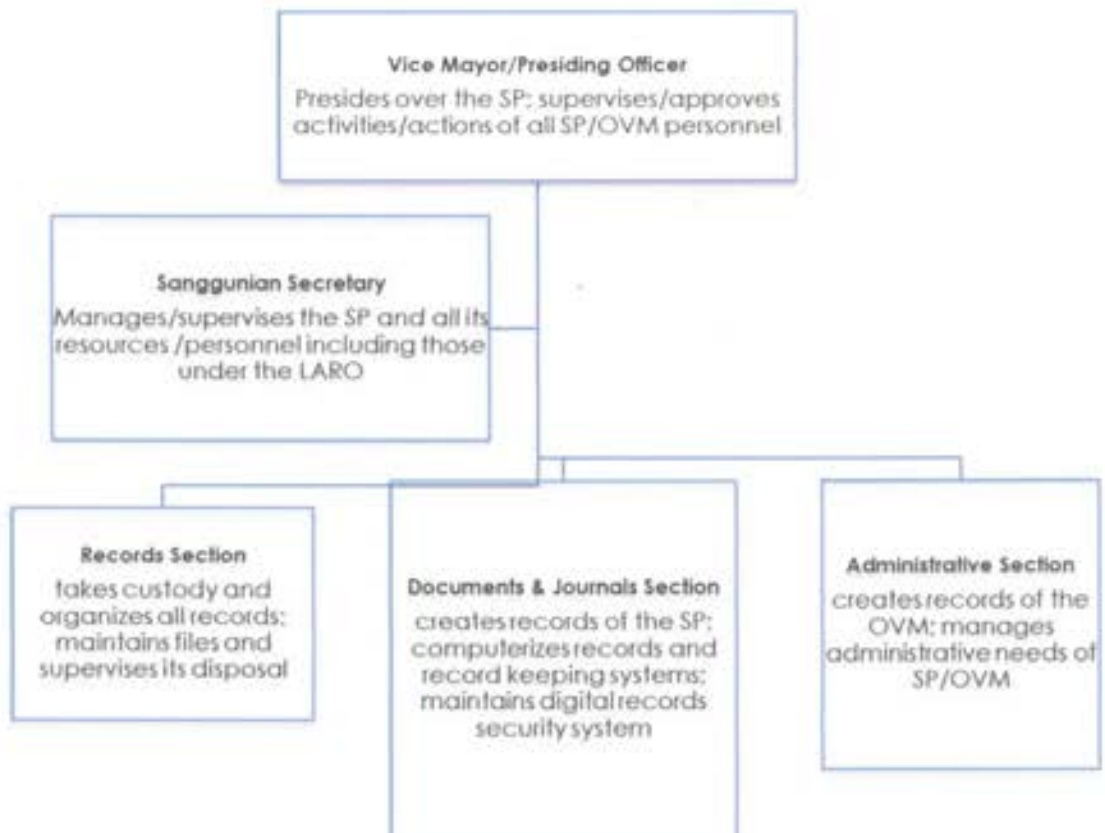 Vice Mayor/Presiding Officer
Presides over the SP; supervises/approves
activities/actions of all SP/OVM personnel
Sanggunian Secretary
Manages/supervises the SP and all its
resources /personnel including those
under the LARO
Records Section
takes custody and
organizes all records;
maintains files and
supervises its disposal
Documents & Journals Section
creates records of the SP;
computerizes records and
record keeping systems;
maintains digital records
security system
Administrative Section
creates records of the
OVM; manages
administrative needs of
SP/OVM